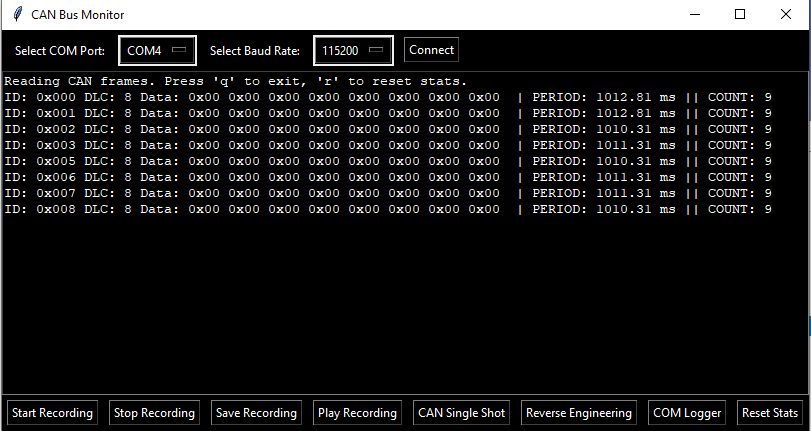 CAN Bus Monitor
Select COM Port: COM4 Select Baud Rate: 115200 Connect
Reading CAN frames. Press 'q' to exit, 'r' to reset stats.
ID: 0x000 DLC: 8 Data: 0x00 0x00 0x00 0x00 0x00 0x00 0x00 0x00 | PERIOD: 1012.81 ms || COUNT: 9
ID: 0x001 DLC: 8 Data: 0x00 0x00 0x00 0x00 0x00 0x00 0x00 0x00 | PERIOD: 1012.81 ms || COUNT: 9
ID: 0x002 DLC: 8 Data: 0x00 0x00 0x00 0x00 0x00 0x00 0x00 0x00 | PERIOD: 1010.31 ms || COUNT: 9
ID: 0x003 DLC: 8 Data: 0x00 0x00 0x00 0x00 0x00 0x00 0x00 0x00 | PERIOD: 1011.31 ms || COUNT: 9
ID: 0x005 DLC: 8 Data: 0x00 0x00 0x00 0x00 0x00 0x00 0x00 0x00 | PERIOD: 1010.31 ms || COUNT: 9
ID: 0x006 DLC: 8 Data: 0x00 0x00 0x00 0x00 0x00 0x00 0x00 0x00 | PERIOD: 1011.31 ms || COUNT: 9
ID: 0x007 DLC: 8 Data: 0x00 0x00 0x00 0x00 0x00 0x00 0x00 0x00 | PERIOD: 1011.31 ms || COUNT: 9
ID: 0x008 DLC: 8 Data: 0x00 0x00 0x00 0x00 0x00 0x00 0x00 0x00 | PERIOD: 1010.31 ms || COUNT: 9
Start Recording Stop Recording Save Recording Play Recording CAN Single Shot Reverse Engineering COM Logger Reset Stats